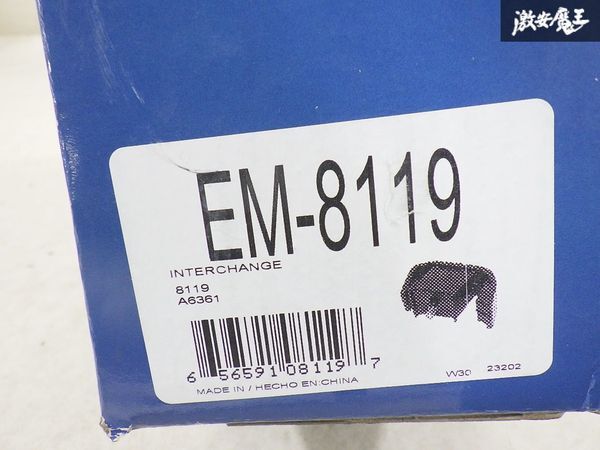 激安魔王
EM-8119
INTERCHANGE
8119
A6361
6 56591 08119 7
MADE IN / HECHO EN:CHINA
W30 23202